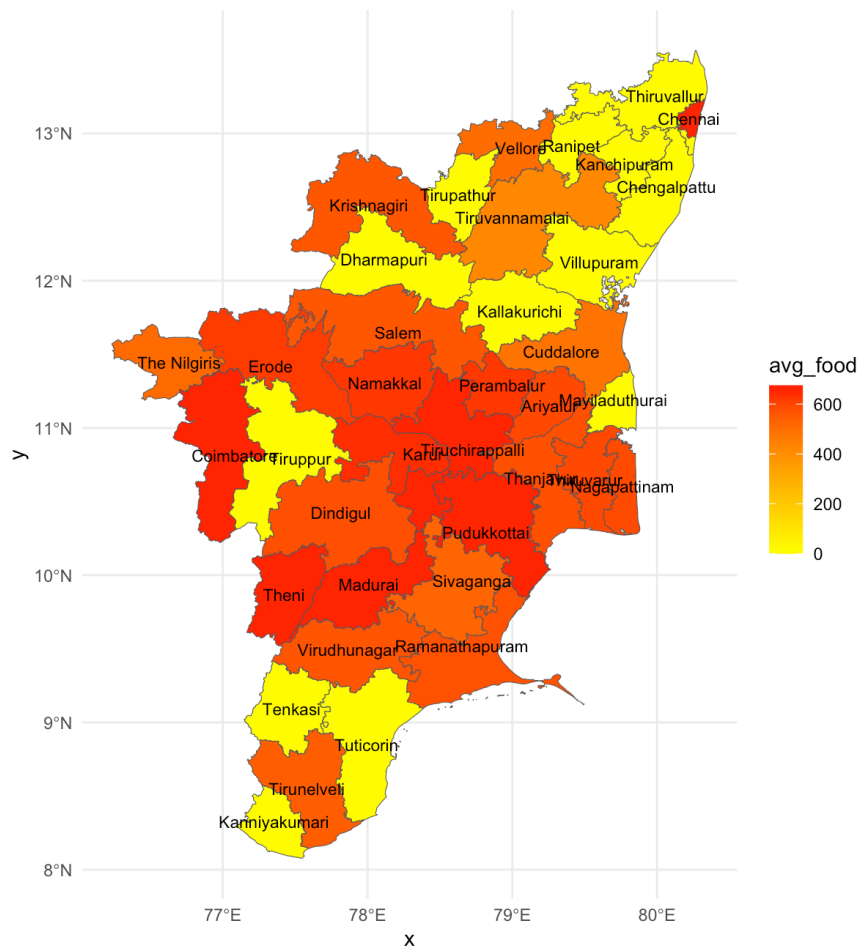 Thiruvallur
Chennai
13°N
Vellore
Ranipet
Kanchipuram
Tirupathur
Chengalpattu
Krishnagiri
Tiruvannamalai
Dharmapuri
Villupuram
12°N
Kallakurichi
Salem
Cuddalore
The Nilgiris
Erode
avg_food
Namakkal
Perambalur
600
Ariyalur
Mayiladuthurai
y
11°N
400
Coimbatore
Tiruppur
Karur
Tiruchirappalli
Nagapattinam
200
Dindigul
Pudukkottai
0
10°N
Theni
Madurai
Sivaganga
Virudhunagar
Ramanathapuram
9°N
Tenkasi
Tuticorin
Tirunelveli
Kanniyakumari
8°N
77°E 78°E 79°E 80°E
x